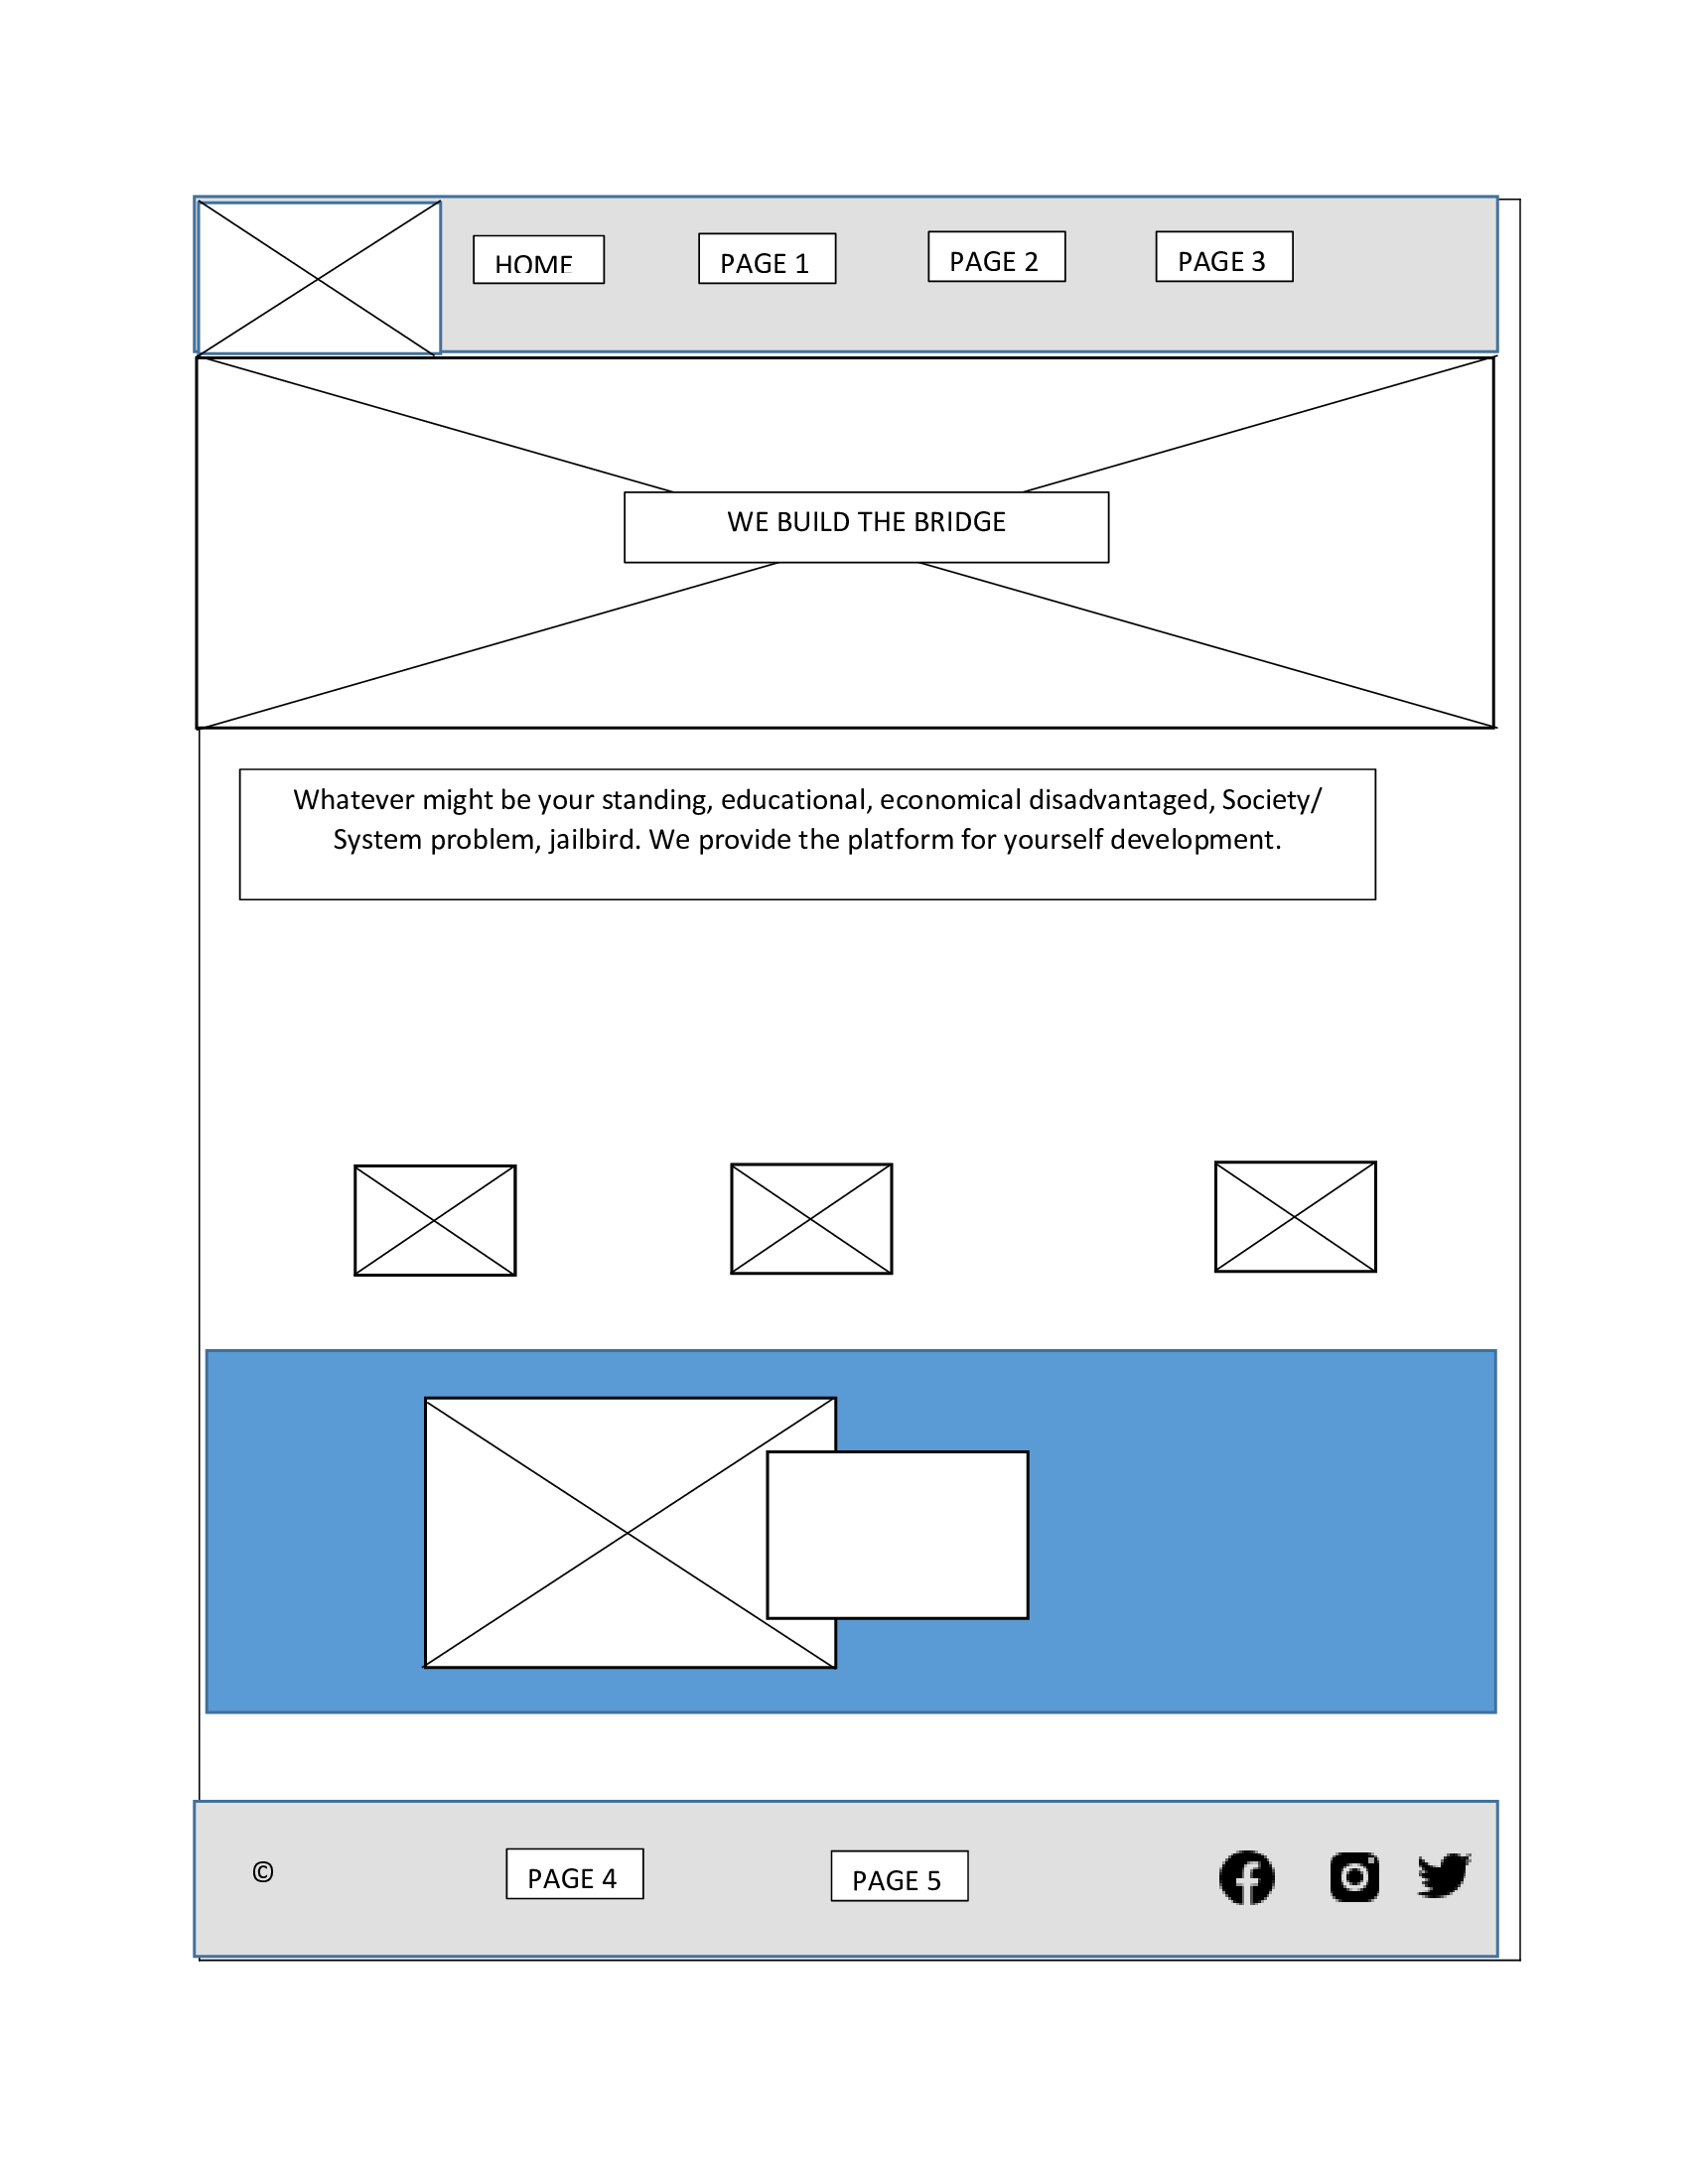 HOME
PAGE 1
PAGE 2
PAGE 3
WE BUILD THE BRIDGE
Whatever might be your standing, educational, economical disadvantaged, Society/
System problem, jailbird. We provide the platform for yourself development.
©
PAGE 4
PAGE 5